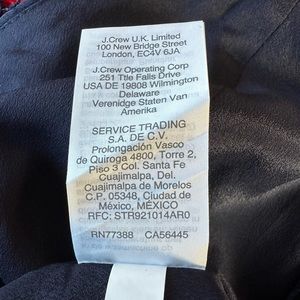 J.Crew U.K. Limited
100 New Bridge Street
London, EC4V 6JA
J.Crew Operating Corp
251 Ttle Falls Drive
USA DE 19808 Wilmington
Delaware
Verenidge Staten Van
Amerika
SERVICE TRADING
S.A. DE C.V.
Prolongación Vasco
de Quiroga 4800, Torre 2,
Piso 3 Col. Santa Fe
Cuajimalpa, Del.
Cuajimalpa de Morelos
C.P. 05348, Ciudad de
México, MÉXICO
RFC: STR921014AR0
RN77388 CA56445